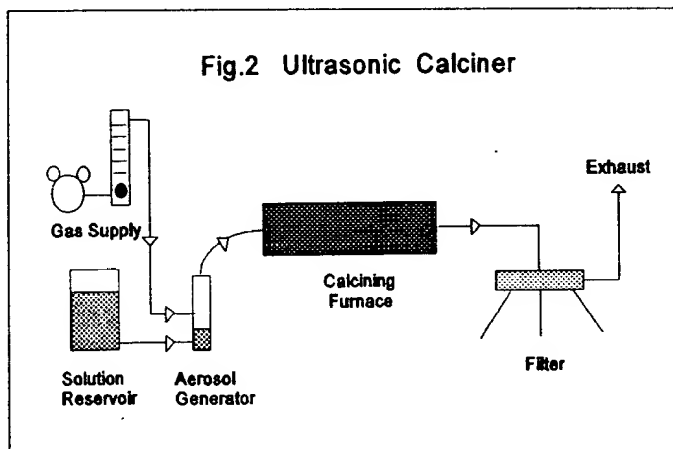 Fig.2 Ultrasonic Calciner
Exhaust
Gas Supply
Calcining
Furnace
Solution
Reservoir
Aerosol
Generator
Filter